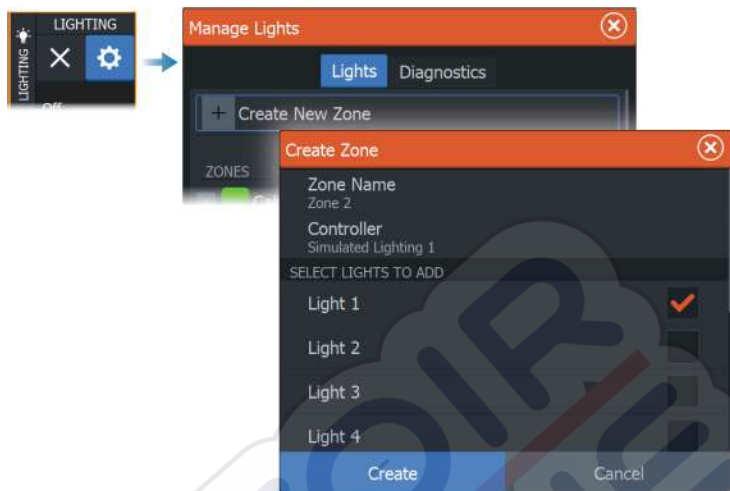 LIGHTING
LIGHTING
Off
Manage Lights
Lights Diagnostics
+ Create New Zone
ZONES
Create Zone
Zone Name
Zone 2
Controller
Simulated Lighting 1
SELECT LIGHTS TO ADD
Light 1
Light 2
Light 3
Light 4
Create Cancel